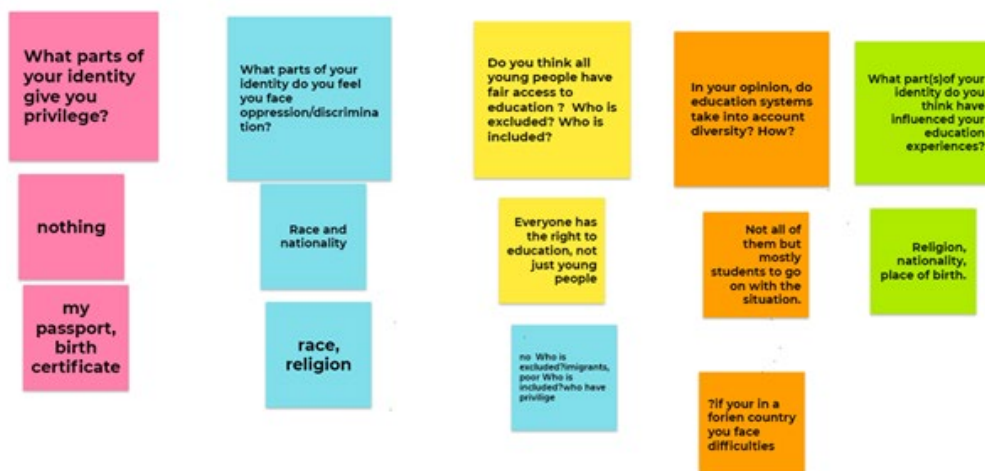 What parts of
your identity
give you
privilege?
nothing
my
passport,
birth
certificate
What parts of your
identity do you feel
you face
oppression/discrimina
tion?
Race and
nationality
race,
religion
Do you think all
young people have
fair access to
education ?  Who is
excluded? Who is
included?
Everyone has
the right to
education, not
just young
people
no  Who is
excluded?imigrants,
poor Who is
included?who have
privilige
In your opinion, do
education systems
take into account
diversity? How?
Not all of
them but
mostly
students to go
on with the
situation.
?if your in a
forien country
you face
difficulties
What part(s)of your
identity do you
think have
influenced your
education
experiences?
Religion,
nationality,
place of birth.